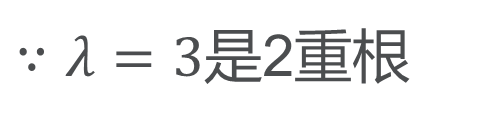 ∵ λ = 3是2重根